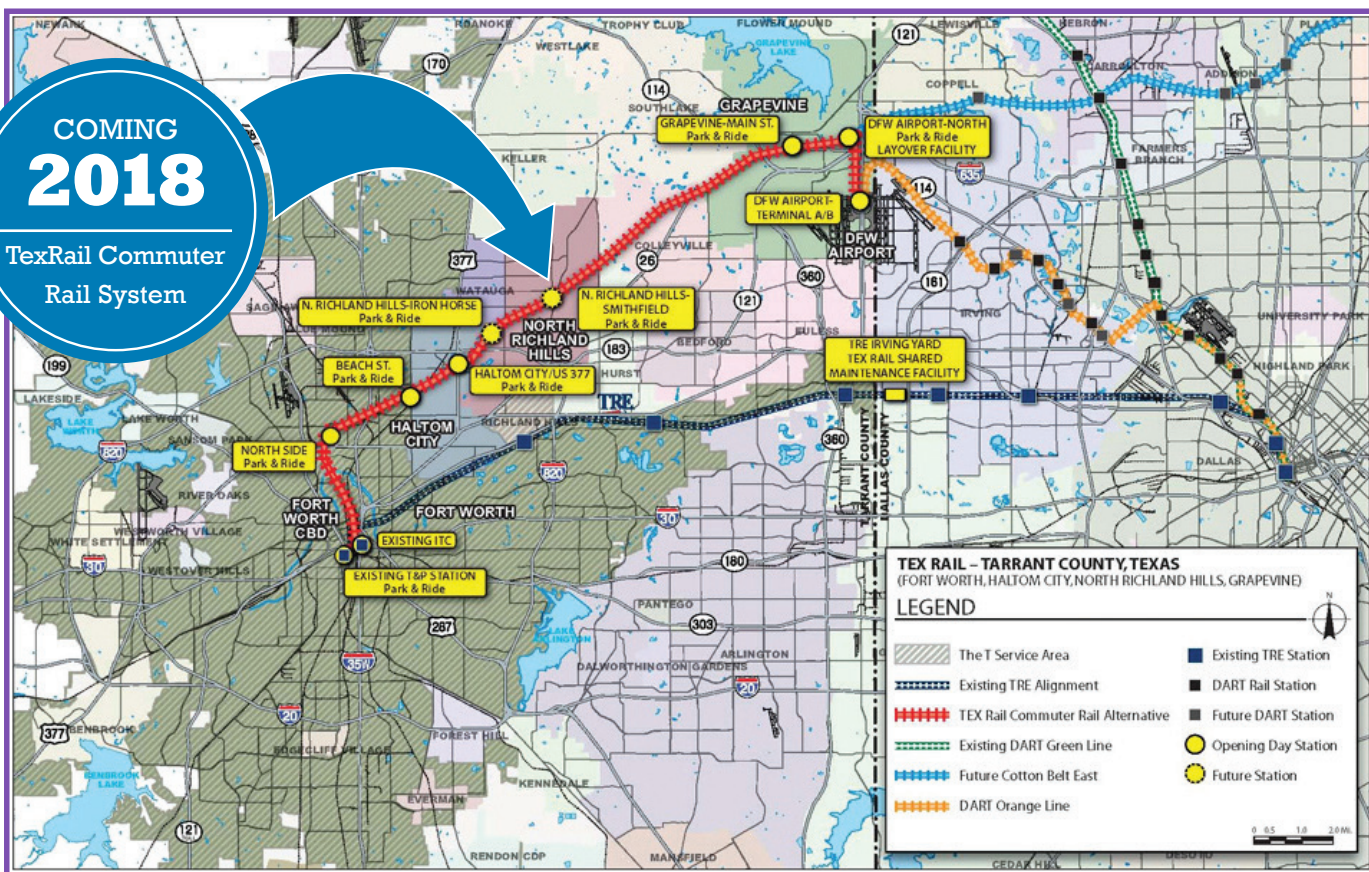 COMING
2018
TexRail Commuter
Rail System
NEWARK
ROANOKE
TROPHY CLUB
FLOWER MOUND
LEWISVILLE
HEBRON
WESTLAKE
GRAPEVINE
LAKE
121
170
114
COPPELL
CARROLLTON
ADDISON
SOUTHLAKE
GRAPEVINE
GRAPEVINE-MAIN ST.
Park & Ride
DFW AIRPORT-NORTH
Park & Ride
LAYOVER FACILITY
KELLER
FARMERS
BRANCH
635
114
DFW AIRPORT-
TERMINAL A/B
DFW
AIRPORT
COLLEYVILLE
26
377
WATAUGA
360
161
121
N. RICHLAND HILLS-IRON HORSE
Park & Ride
N. RICHLAND HILLS-
SMITHFIELD
Park & Ride
NORTH
RICHLAND
HILLS
IRVING
UNIVERSITY PARK
EULESS
BEDFORD
183
HURST
TRE IRVING YARD
TEX RAIL SHARED
MAINTENANCE FACILITY
199
BEACH ST.
Park & Ride
HALTOM CITY/US 377
Park & Ride
HIGHLAND PARK
LAKESIDE
LAKE WORTH
LAKE
WORTH
TRE
HALTOM
CITY
RICHLAND HILLS
SANSOM PARK
820
NORTH SIDE
Park & Ride
360
TARRANT COUNTY
DALLAS COUNTY
820
DALLAS
RIVER OAKS
FORT
WORTH
CBD
FORT WORTH
WESTWORTH VILLAGE
WHITE SETTLEMENT
30
EXISTING ITC
30
WESTOVER HILLS
EXISTING T&P STATION
Park & Ride
180
PANTEGO
287
303
LAKE
ARLINGTON
35W
ARLINGTON
DALWORTHINGTON GARDENS
20
20
377
BENBROOK
FOREST HILL
EDGECLIFF VILLAGE
BENBROOK
LAKE
KENNEDALE
EVERMAN
121
RENDON CDP
MANSFIELD
CEDAR HILL
TEX RAIL – TARRANT COUNTY, TEXAS
(FORT WORTH, HALTOM CITY, NORTH RICHLAND HILLS, GRAPEVINE)
LEGEND
N
The T Service Area
Existing TRE Alignment
TEX Rail Commuter Rail Alternative
Existing DART Green Line
Future Cotton Belt East
DART Orange Line
Existing TRE Station
DART Rail Station
Future DART Station
Opening Day Station
Future Station
0 0.5 1.0 2.0 Mi.